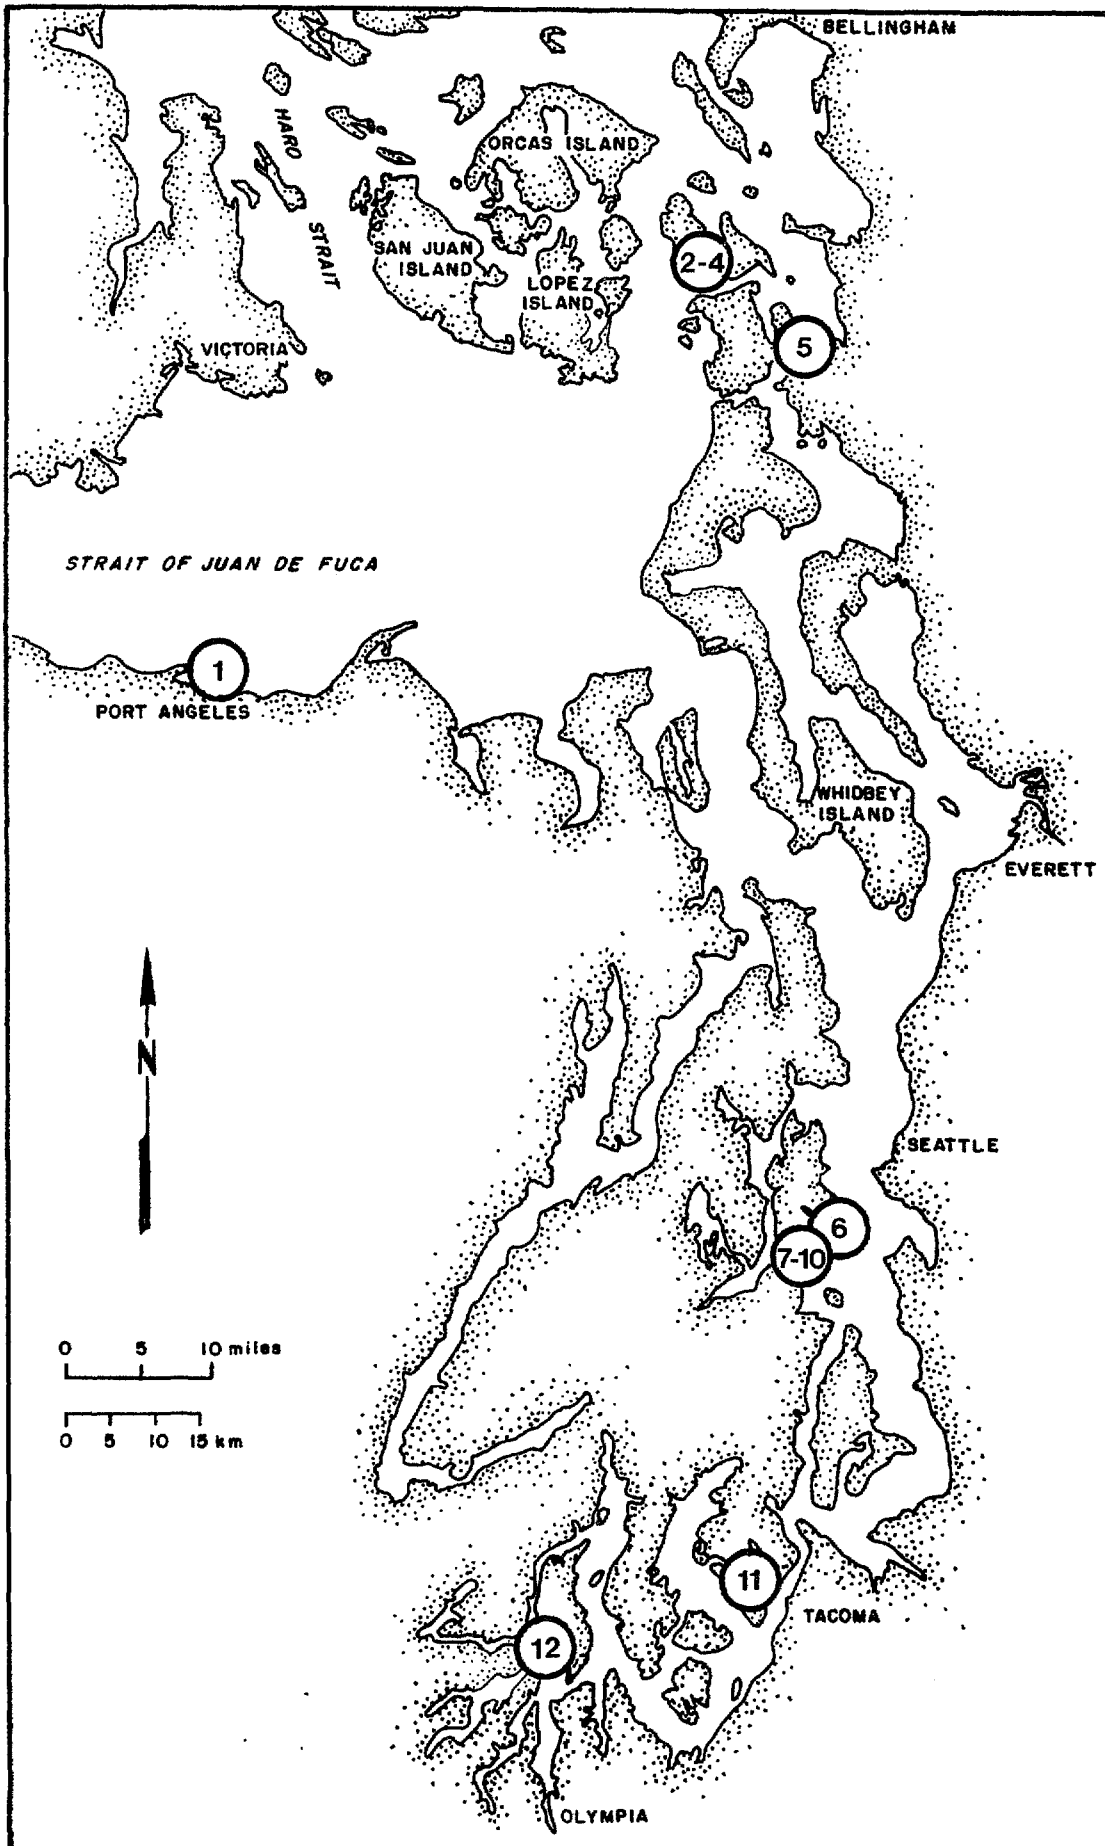 BELLINGHAM
HARO
STRAIT
ORCAS ISLAND
SAN JUAN
ISLAND
LOPEZ
ISLAND
2-4
5
VICTORIA
STRAIT OF JUAN DE FUCA
1
PORT ANGELES
WHIDBEY
ISLAND
EVERETT
N
SEATTLE
6
7-10
0 5 10 miles
0 5 10 15 km
11
TACOMA
12
OLYMPIA